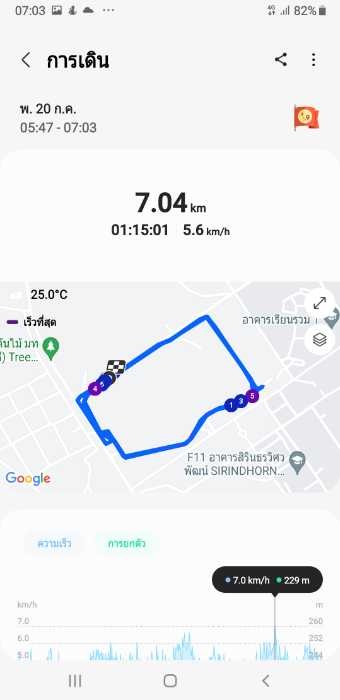 07:03 4G 82%
การเดิน
พ. 20 ก.ค.
05:47 - 07:03
7.04 km
01:15:01 5.6 km/h
25.0°C
เร็วที่สุด
อาคารเรียนรวม 1
ต้นไม้ มท
Tree...
4 5
1 3 5
F11 อาคารสิรินธรวิศว
พัฒน์ SIRINDHORN...
Google
ความเร็ว การยกตัว
7.0 km/h 229 m
km/h m
7.0 260
6.0 252
5.0 244